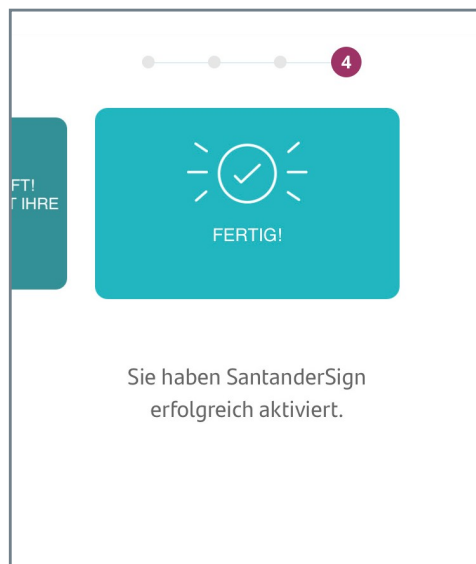 4
FT!
T IHRE
FERTIG!
Sie haben SantanderSign
erfolgreich aktiviert.